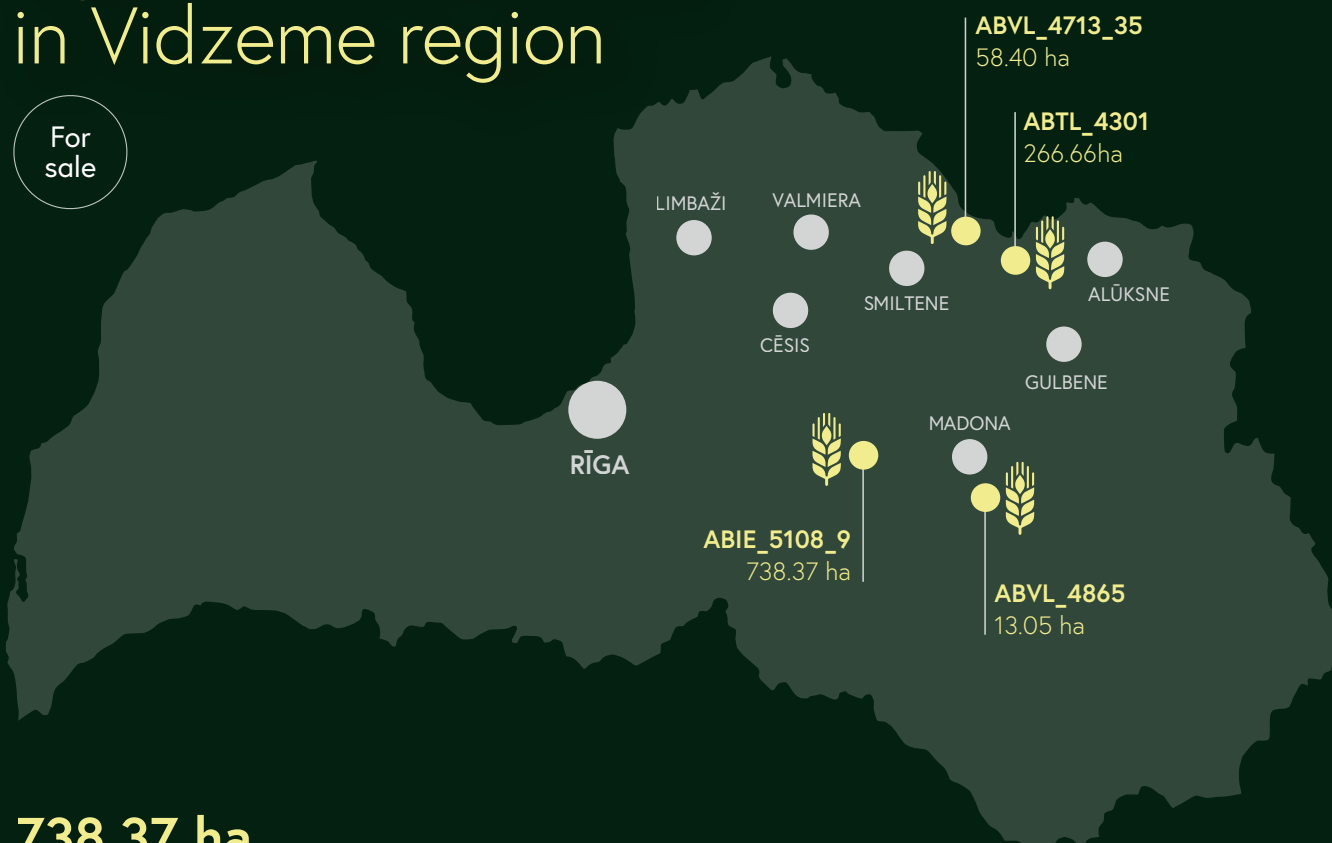 in Vidzeme region
For
sale
ABVL_4713_35
58.40 ha
ABTL_4301
266.66ha
LIMBAŽI
VALMIERA
SMILTENE
ALŪKSNE
CĒSIS
GULBENE
RĪGA
MADONA
ABIE_5108_9
738.37 ha
ABVL_4865
13.05 ha
738.37 ha